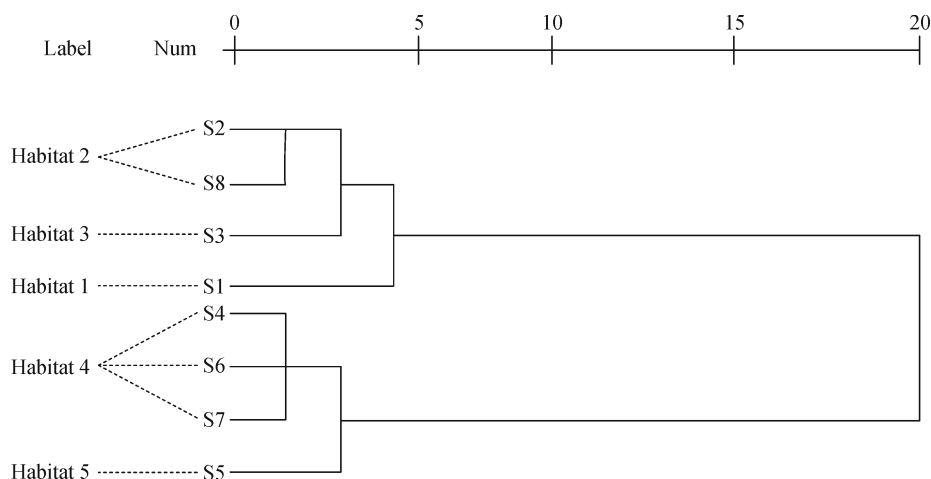 0 5 10 15 20
Label Num
S2
Habitat 2
S8
Habitat 3 S3
Habitat 1 S1
S4
Habitat 4 S6
S7
Habitat 5 S5